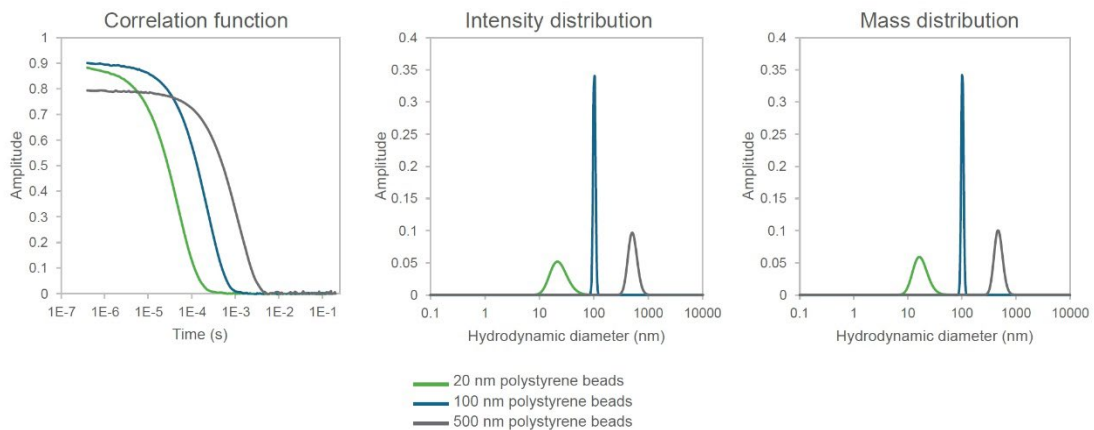 Correlation function
Amplitude
1
0.9
0.8
0.7
0.6
0.5
0.4
0.3
0.2
0.1
0
1E-7 1E-6 1E-5 1E-4 1E-3 1E-2 1E-1
Time (s)
Intensity distribution
Amplitude
0.4
0.35
0.3
0.25
0.2
0.15
0.1
0.05
0
0.1 1 10 100 1000 10000
Hydrodynamic diameter (nm)
Mass distribution
Amplitude
0.4
0.35
0.3
0.25
0.2
0.15
0.1
0.05
0
0.1 1 10 100 1000 10000
Hydrodynamic diameter (nm)
20 nm polystyrene beads
100 nm polystyrene beads
500 nm polystyrene beads